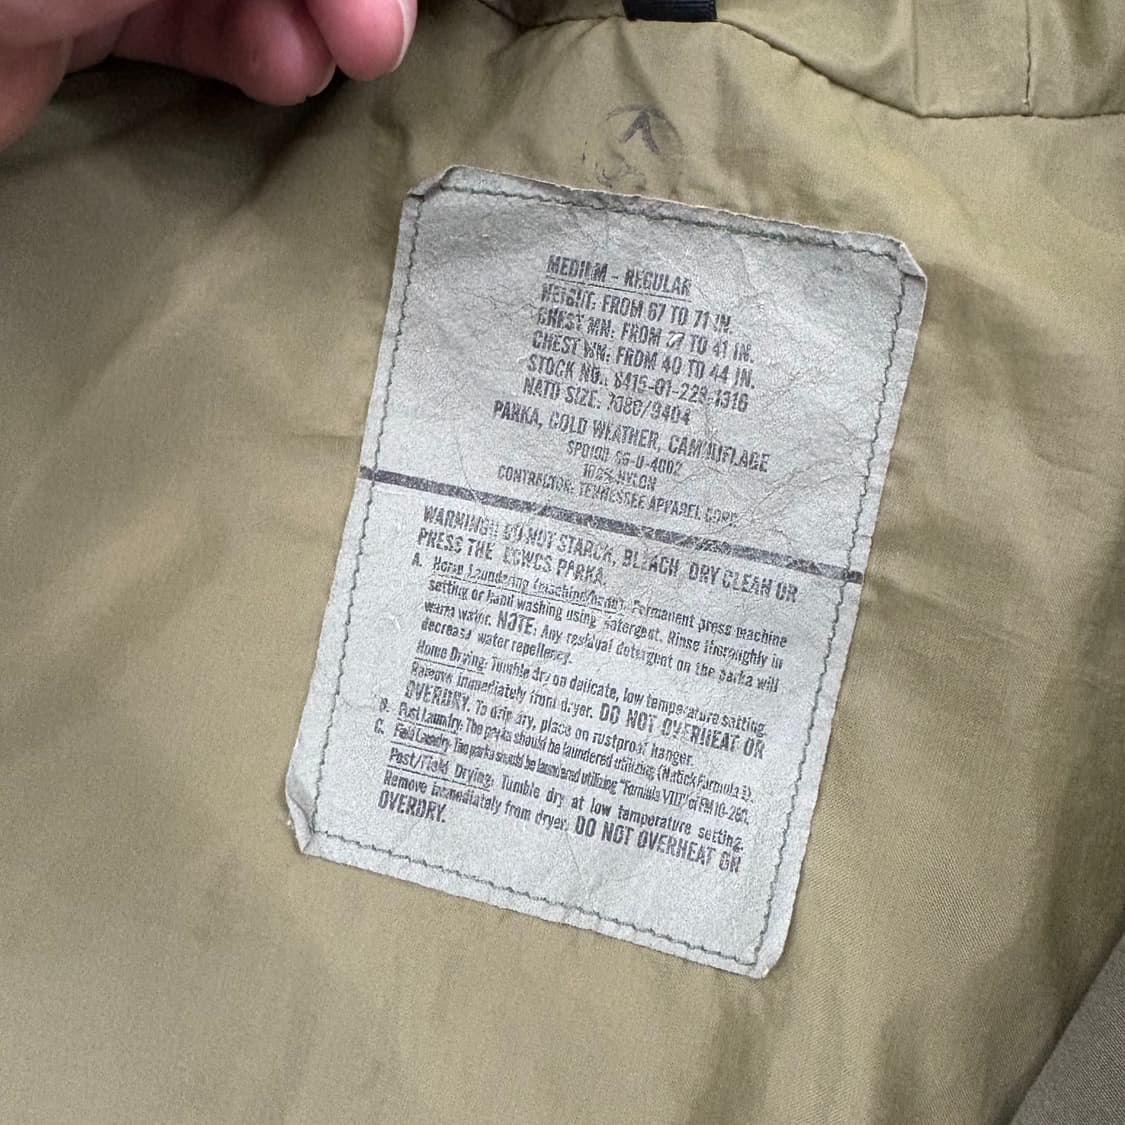 MEDIUM - REGULAR
HEIGHT: FROM 67 TO 71 IN.
CHEST MN: FROM 37 TO 41 IN.
CHEST WN: FROM 40 TO 44 IN.
STOCK NO.: 8415-01-228-1316
NATO SIZE: 7080/9404
PARKA, COLD WEATHER, CAMOUFLAGE
SPO100 4002
100% NYLON
CONTRACTOR: TENNESSEE APPAREL CORP.
WARNING!! DO NOT STARCH, BLEACH DRY CLEAN OR
PRESS THE ECWCS PARKA.
A. Home Laundering (machine/hand): Permanent press machine
setting or hand washing using detergent. Rinse thoroughly in
warm water. NOTE: Any residual detergent on the parka will
decrease water repellency.
Home Drying: Tumble dry on delicate, low temperature setting.
Remove immediately from dryer. DO NOT OVERHEAT OR
OVERDRY. To drip dry, place on rustproof hanger.
B. Post Laundry: The parka should be laundered utilizing (Natick Formula 3).
C. Field Laundry: The parka should be laundered utilizing "Formula VIII" of FM 10-280.
Post/Field Drying: Tumble dry at low temperature setting.
Remove immediately from dryer. DO NOT OVERHEAT OR
OVERDRY.